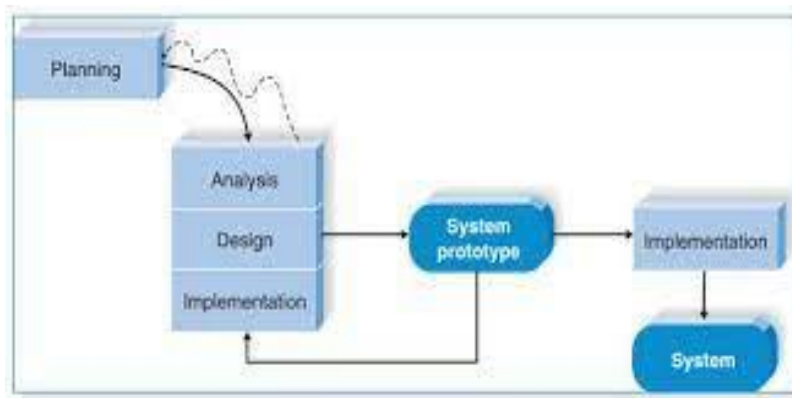 Planning
Analysis
Design
Implementation
System
prototype
Implementation
System